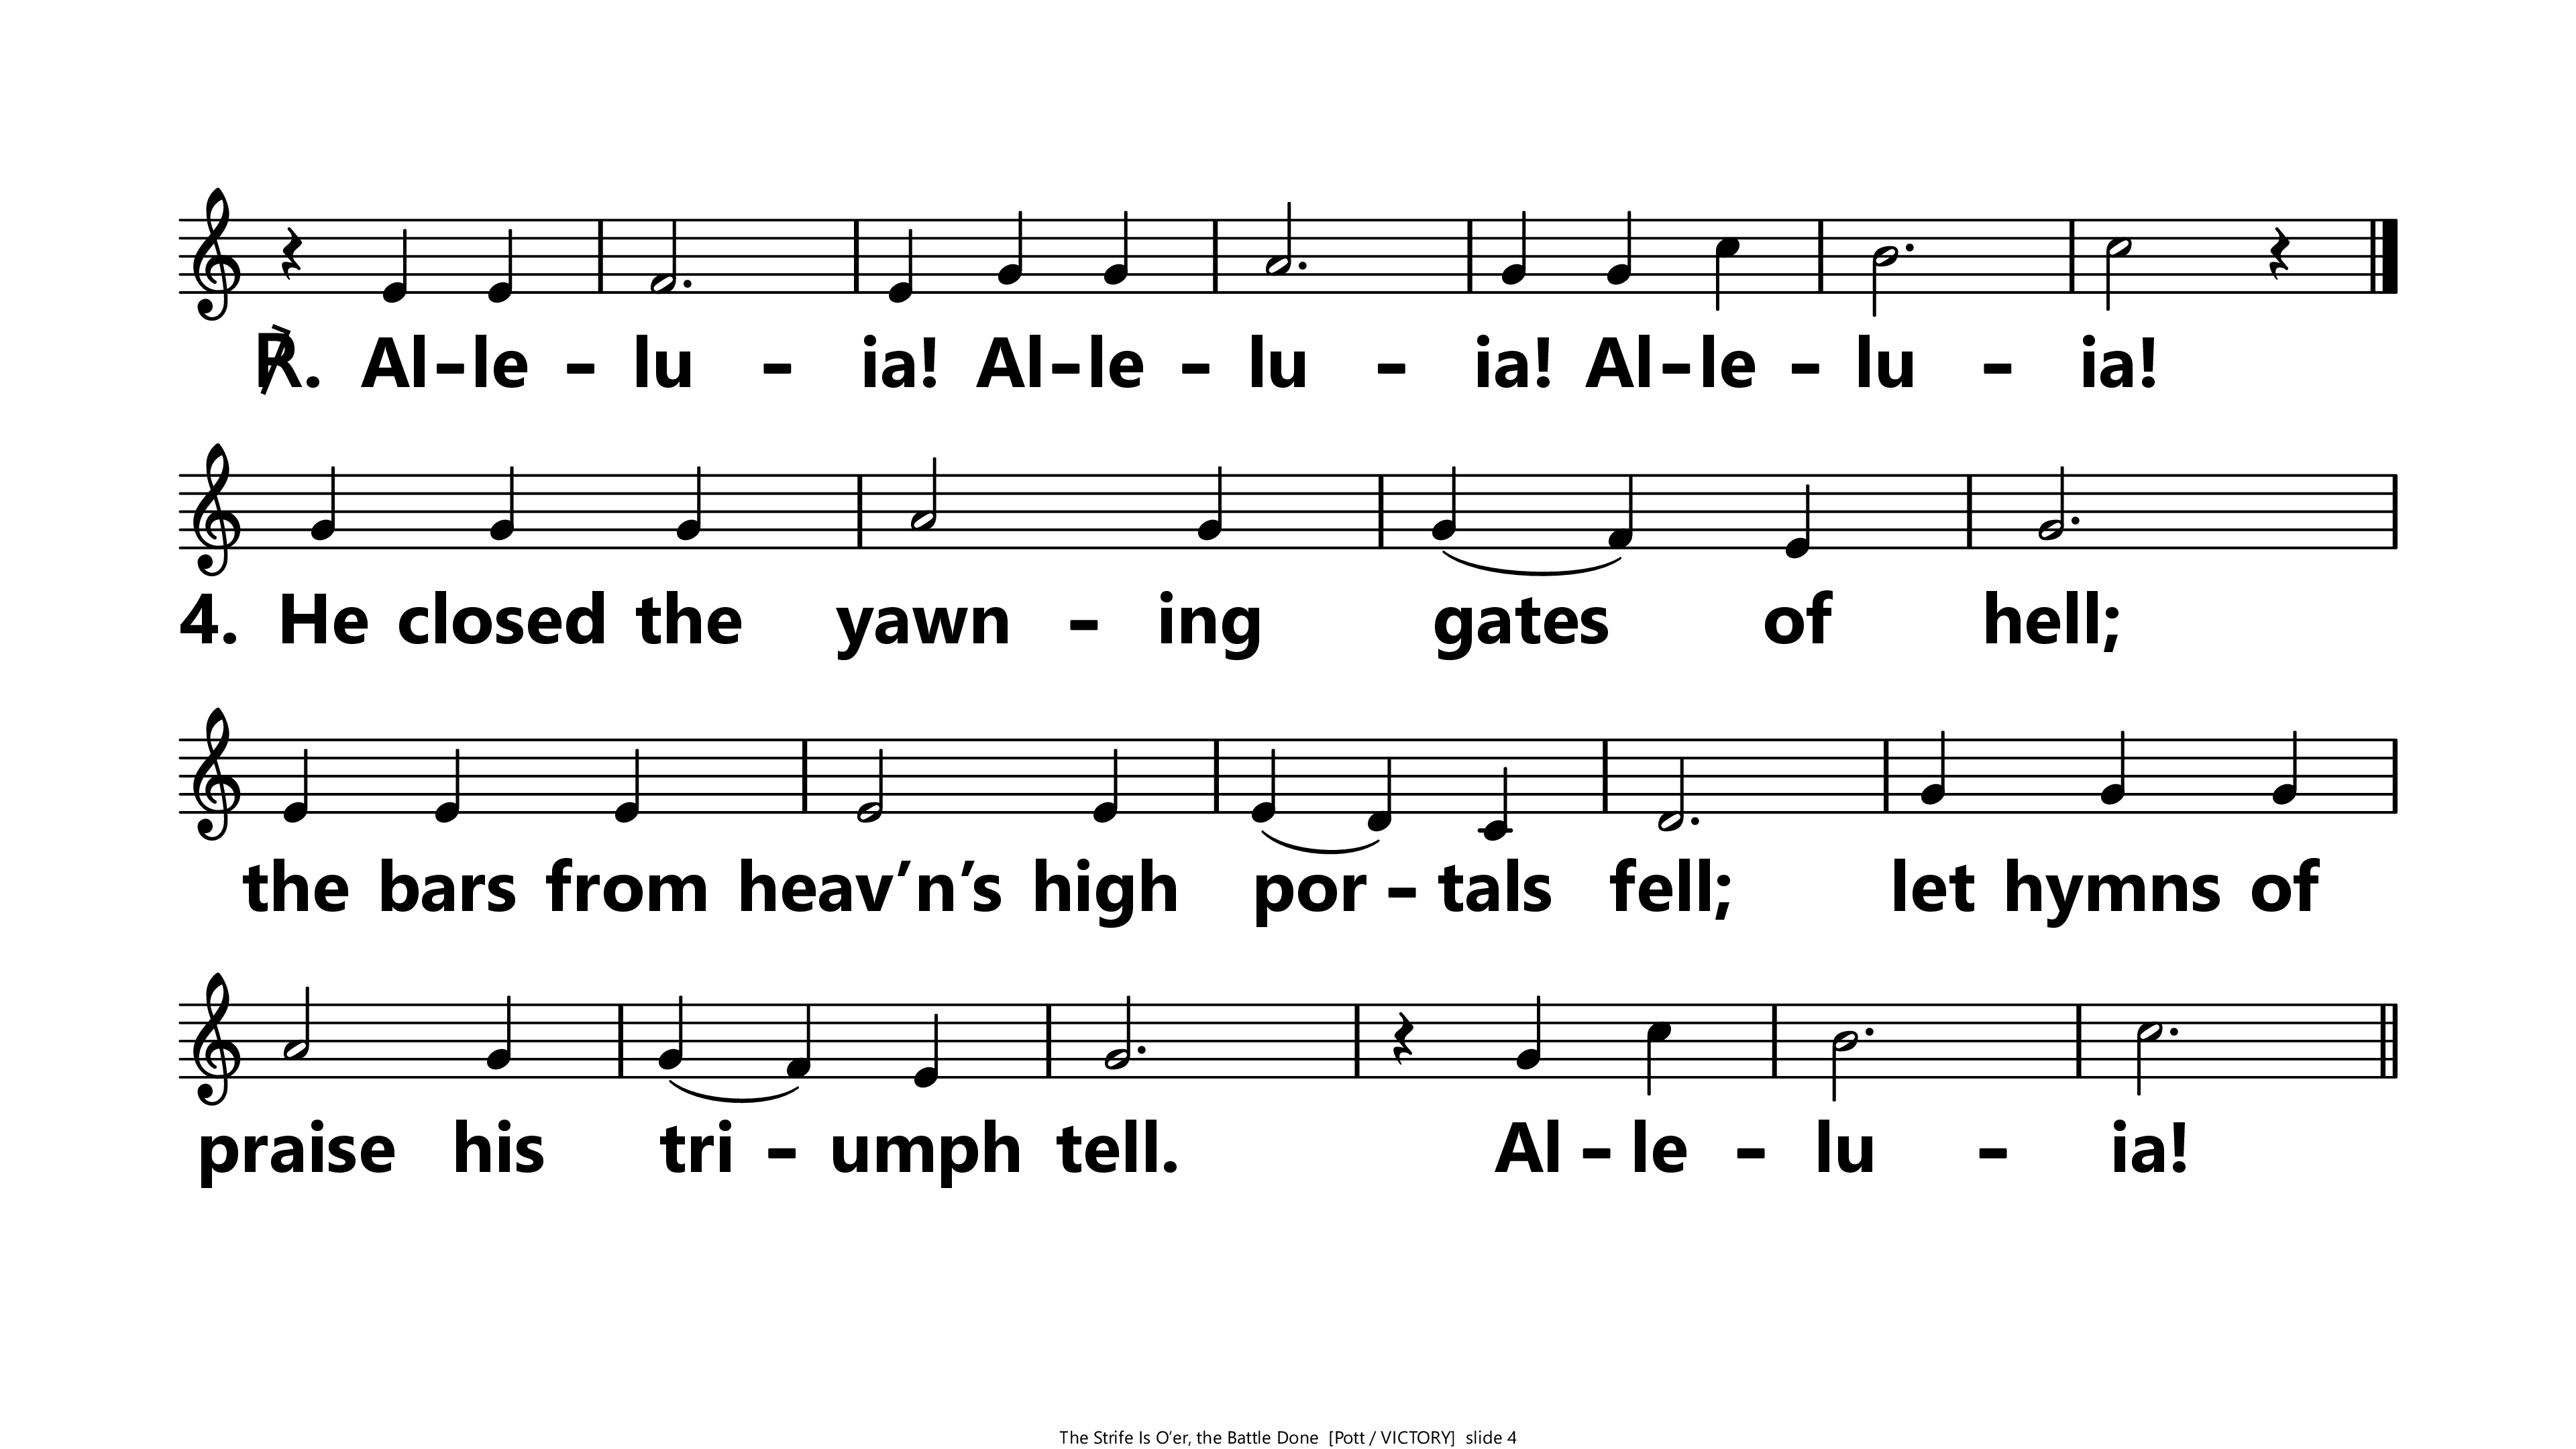 ℟. Al-le - lu - ia! Al-le - lu - ia! Al-le - lu - ia!
4. He closed the yawn - ing gates of hell;
the bars from heav’n’s high por - tals fell; let hymns of
praise his tri - umph tell. Al - le - lu - ia!
The Strife Is O’er, the Battle Done [Pott / VICTORY] slide 4